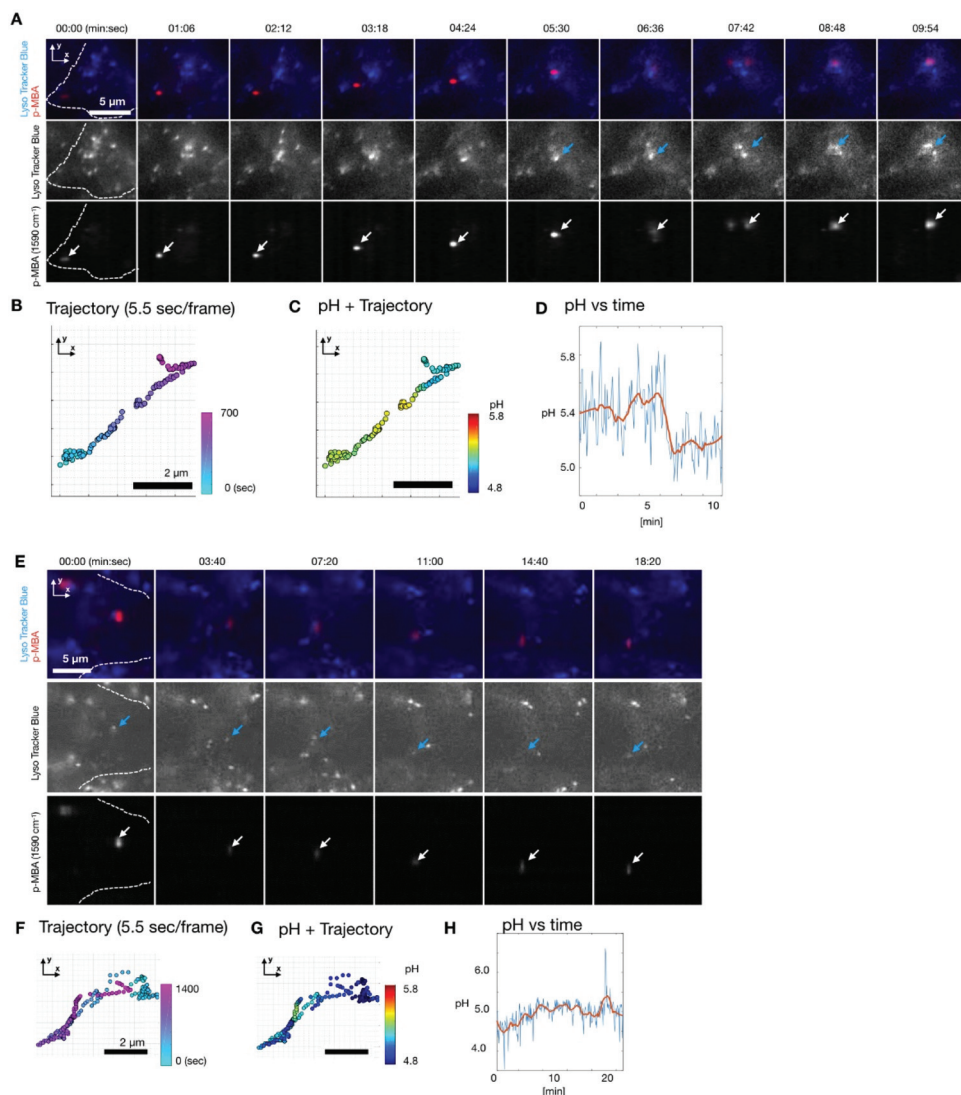 A
00:00 (min:sec) 01:06 02:12 03:18 04:24 05:30 06:36 07:42 08:48 09:54
Lyso Tracker Blue
p-MBA
y
x
5 μm
Lyso Tracker Blue
p-MBA (1590 cm⁻¹)
B Trajectory (5.5 sec/frame)
y
x
700
0 (sec)
2 μm
C pH + Trajectory
y
x
pH
5.8
4.8
D pH vs time
5.8
5.4
5.0
pH
0 5 10
[min]
E
00:00 (min:sec) 03:40 07:20 11:00 14:40 18:20
Lyso Tracker Blue
p-MBA
y
x
5 μm
Lyso Tracker Blue
p-MBA (1590 cm⁻¹)
F Trajectory (5.5 sec/frame)
y
x
1400
0 (sec)
2 μm
G pH + Trajectory
y
x
pH
5.8
4.8
H pH vs time
6.0
5.0
4.0
pH
0 10 20
[min]